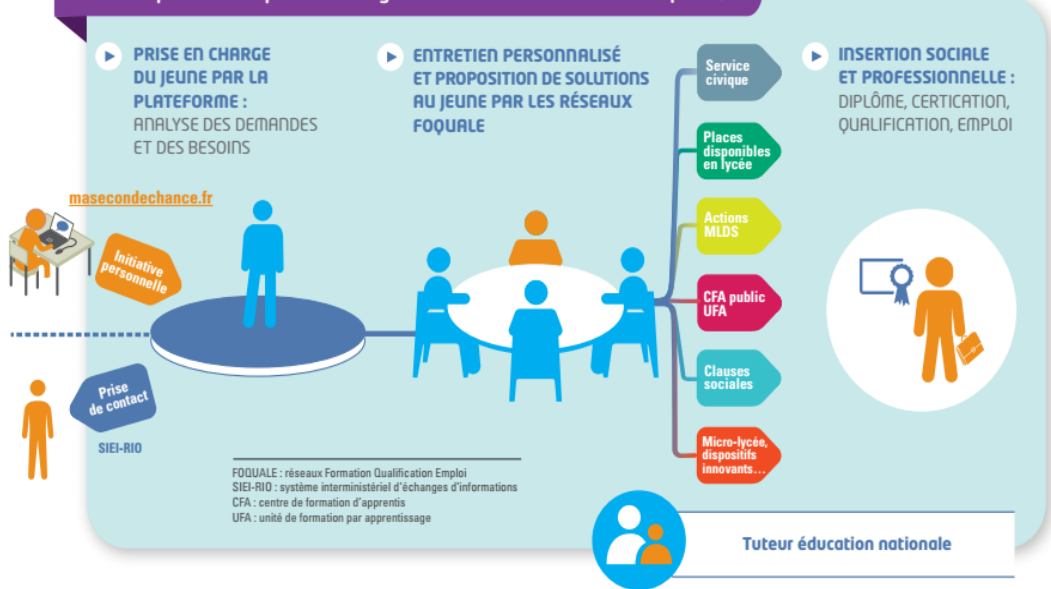 PRISE EN CHARGE
DU JEUNE PAR LA
PLATEFORME :
ANALYSE DES DEMANDES
ET DES BESOINS
ENTRETIEN PERSONNALISÉ
ET PROPOSITION DE SOLUTIONS
AU JEUNE PAR LES RÉSEAUX
FOQUALE
Service
civique
Places
disponibles
en lycée
Actions
MLDS
CFA public
UFA
Clauses
sociales
Micro-lycée,
dispositifs
innovants...
INSERTION SOCIALE
ET PROFESSIONNELLE :
DIPLÔME, CERTICATION,
QUALIFICATION, EMPLOI
masecondechance.fr
Initiative
personnelle
Prise
de contact
SIEI-RIO
FOQUALE : réseaux Formation Qualification Emploi
SIEI-RIO : système interministériel d'échanges d'informations
CFA : centre de formation d'apprentis
UFA : unité de formation par apprentissage
Tuteur éducation nationale